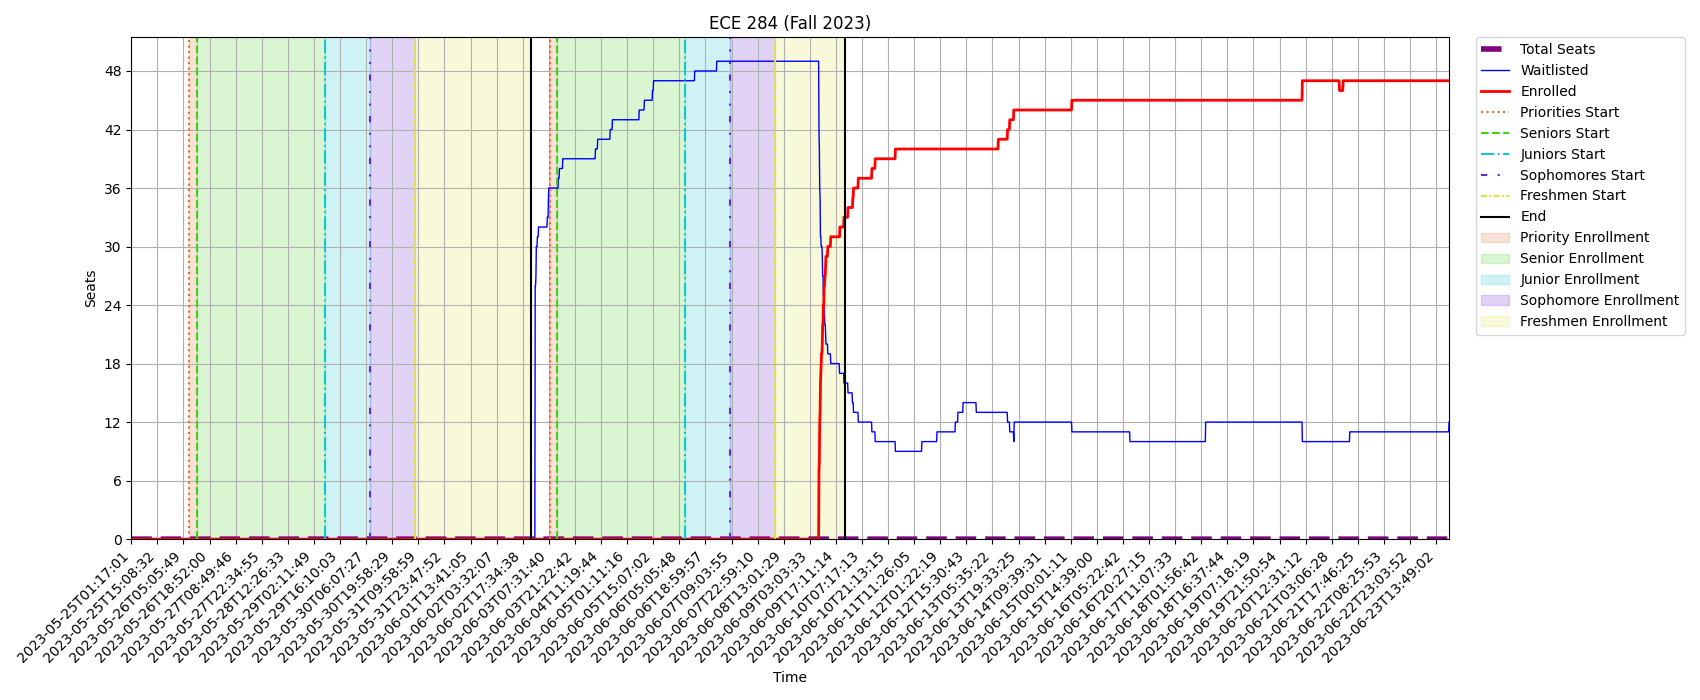 ECE 284 (Fall 2023)
Seats
48
42
36
30
24
18
12
6
0
2023-05-25T01:17:01
2023-05-25T15:08:32
2023-05-26T05:05:49
2023-05-26T18:52:00
2023-05-27T08:49:46
2023-05-27T22:34:55
2023-05-28T12:26:33
2023-05-29T02:11:49
2023-05-29T16:10:03
2023-05-30T06:07:27
2023-05-30T19:58:29
2023-05-31T09:58:59
2023-05-31T23:47:52
2023-06-01T13:41:05
2023-06-02T03:32:07
2023-06-02T17:34:38
2023-06-03T07:31:40
2023-06-03T21:22:42
2023-06-04T11:19:44
2023-06-05T01:11:16
2023-06-05T15:07:02
2023-06-06T05:05:48
2023-06-06T18:59:57
2023-06-07T09:03:55
2023-06-07T22:59:10
2023-06-08T13:01:29
2023-06-09T03:03:33
2023-06-09T17:11:14
2023-06-10T07:17:13
2023-06-10T21:13:15
2023-06-11T11:26:05
2023-06-12T01:22:19
2023-06-12T15:30:43
2023-06-13T05:35:22
2023-06-13T19:33:25
2023-06-14T09:39:31
2023-06-15T00:01:11
2023-06-15T14:39:00
2023-06-16T05:22:42
2023-06-16T20:27:15
2023-06-17T11:07:33
2023-06-18T01:56:42
2023-06-18T16:37:44
2023-06-19T07:18:19
2023-06-19T21:50:54
2023-06-20T12:31:12
2023-06-21T03:06:28
2023-06-21T17:46:25
2023-06-22T08:25:53
2023-06-22T23:03:52
2023-06-23T13:49:02
Time
Total Seats
Waitlisted
Enrolled
Priorities Start
Seniors Start
Juniors Start
Sophomores Start
Freshmen Start
End
Priority Enrollment
Senior Enrollment
Junior Enrollment
Sophomore Enrollment
Freshmen Enrollment